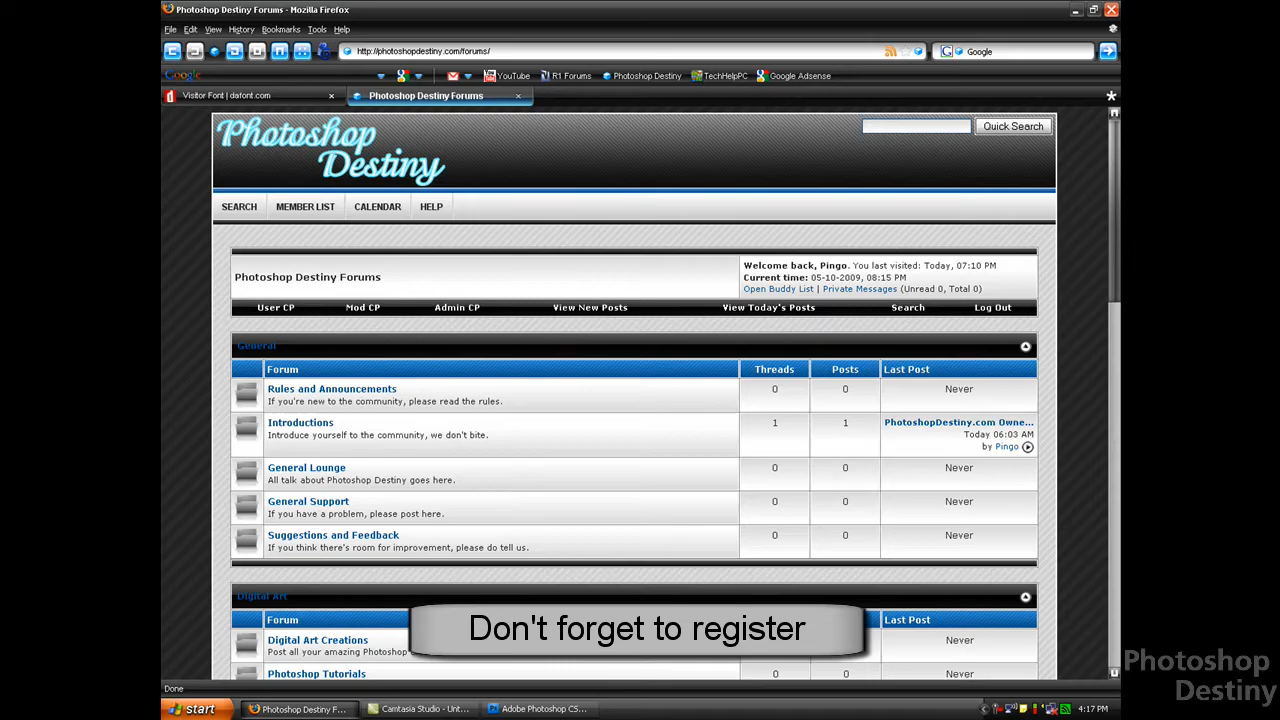 Photoshop Destiny Forums - Mozilla Firefox
File Edit View History Bookmarks Tools Help
http://photoshopdestiny.com/forums/
Google
Google YouTube R1 Forums Photoshop Destiny TechHelpPC Google Adsense
Visitor Font | dafont.com Photoshop Destiny Forums
Photoshop
Destiny
Quick Search
SEARCH MEMBER LIST CALENDAR HELP
Photoshop Destiny Forums
Welcome back, Pingo. You last visited: Today, 07:10 PM
Current time: 05-10-2009, 08:15 PM
Open Buddy List | Private Messages (Unread 0, Total 0)
User CP Mod CP Admin CP View New Posts View Today's Posts Search Log Out
General
Forum Threads Posts Last Post
Rules and Announcements 0 0 Never
If you're new to the community, please read the rules.
Introductions 1 1 PhotoshopDestiny.com Owne...
Introduce yourself to the community, we don't bite. Today 06:03 AM
by Pingo
General Lounge 0 0 Never
All talk about Photoshop Destiny goes here.
General Support 0 0 Never
If you have a problem, please post here.
Suggestions and Feedback 0 0 Never
If you think there's room for improvement, please do tell us.
Digital Art
Forum Last Post
Don't forget to register
Digital Art Creations Never
Post all your amazing Photoshop
Photoshop Tutorials 0 0 Never
Photoshop
Destiny
Done
start Photoshop Destiny F... Camtasia Studio - Unt... Adobe Photoshop CS... 4:17 PM